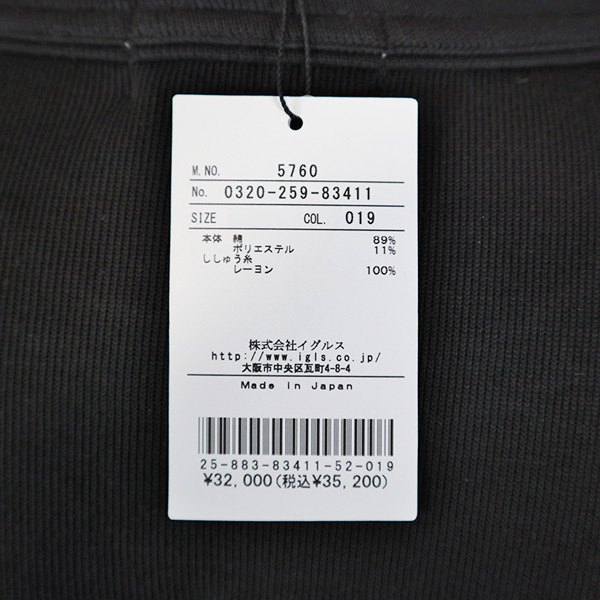 M.NO. 5760
No. 0320-259-83411
SIZE COL. 019
本体 綿 89%
ポリエステル 11%
ししゅう糸
レーヨン 100%
株式会社イグルス
http://www.igls.co.jp/
大阪市中央区瓦町4-8-4
Made in Japan
25-883-83411-52-019
¥32,000(税込¥35,200)